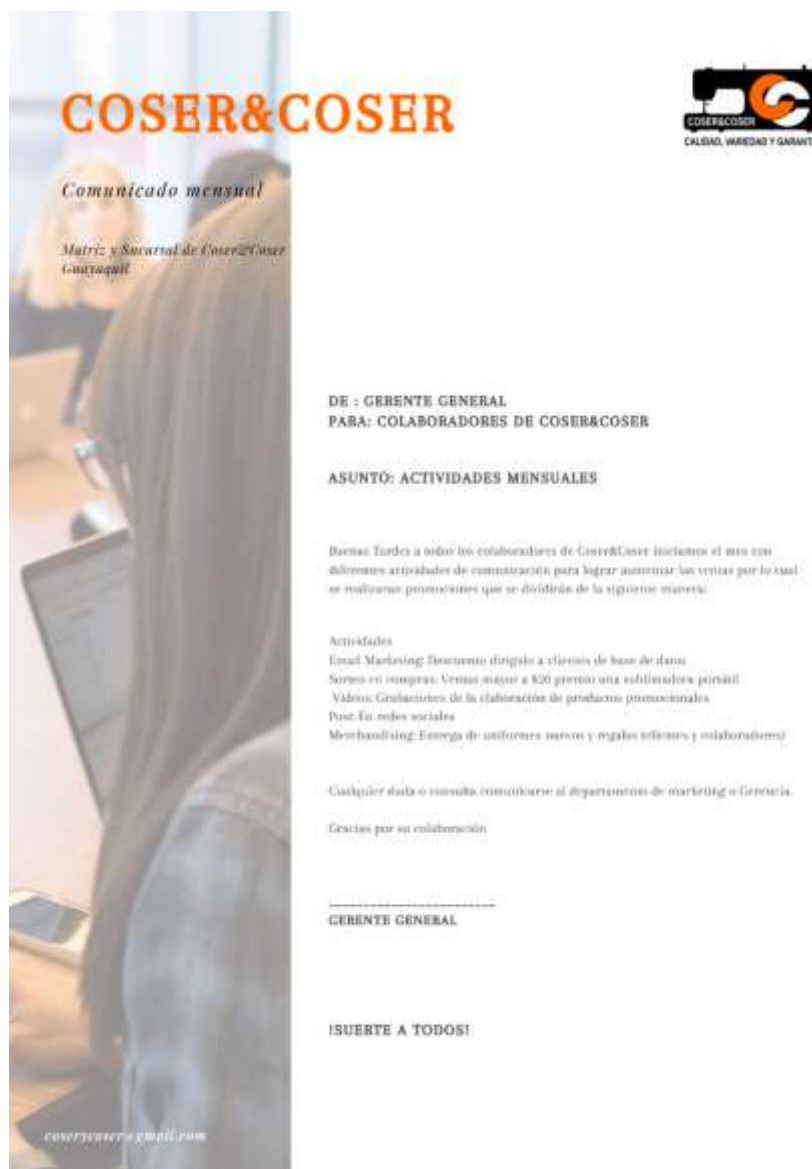 COSER&COSER
COSER&COSER
CALIDAD, VARIEDAD Y GARANT
Comunicado mensual
Matriz y Sucursal de Coser&Coser
Guayaquil
DE : GERENTE GENERAL
PARA: COLABORADORES DE COSER&COSER
ASUNTO: ACTIVIDADES MENSUALES
Buenas Tardes a todos los colaboradores de Coser&Coser iniciamos el mes con
diferentes actividades de comunicación para lograr aumentar las ventas por lo cual
se realizaran promociones que se dividirán de la siguiente manera:
Actividades
Email Marketing: Descuento dirigido a clientes de base de datos
Sorteo en compras: Ventas mayor a $20 premio una sublimadora portátil
Videos: Grabaciones de la elaboración de productos promocionales
Post: En redes sociales
Merchandising: Entrega de uniformes nuevos y regalos (clientes y colaboradores)
Cualquier duda o consulta comunicarse al departamento de marketing o Gerencia.
Gracias por su colaboración
GERENTE GENERAL
!SUERTE A TODOS!
coserycoser@gmail.com